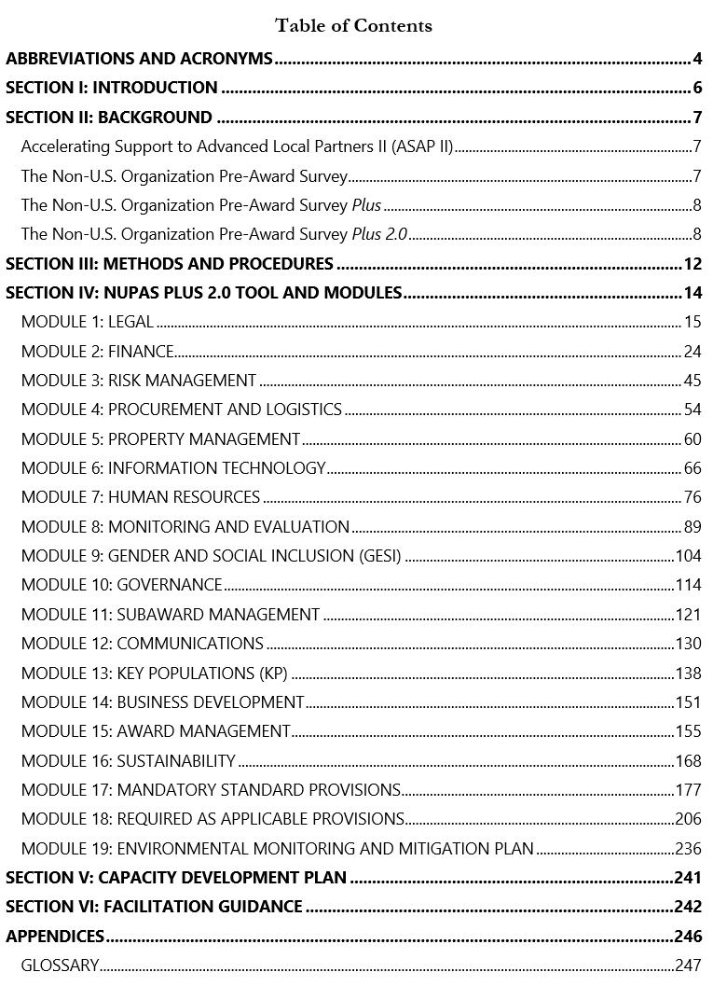 Table of Contents
ABBREVIATIONS AND ACRONYMS 4
SECTION I: INTRODUCTION 6
SECTION II: BACKGROUND 7
Accelerating Support to Advanced Local Partners II (ASAP II) 7
The Non-U.S. Organization Pre-Award Survey 7
The Non-U.S. Organization Pre-Award Survey Plus 8
The Non-U.S. Organization Pre-Award Survey Plus 2.0 8
SECTION III: METHODS AND PROCEDURES 12
SECTION IV: NUPAS PLUS 2.0 TOOL AND MODULES 14
MODULE 1: LEGAL 15
MODULE 2: FINANCE 24
MODULE 3: RISK MANAGEMENT 45
MODULE 4: PROCUREMENT AND LOGISTICS 54
MODULE 5: PROPERTY MANAGEMENT 60
MODULE 6: INFORMATION TECHNOLOGY 66
MODULE 7: HUMAN RESOURCES 76
MODULE 8: MONITORING AND EVALUATION 89
MODULE 9: GENDER AND SOCIAL INCLUSION (GESI) 104
MODULE 10: GOVERNANCE 114
MODULE 11: SUBAWARD MANAGEMENT 121
MODULE 12: COMMUNICATIONS 130
MODULE 13: KEY POPULATIONS (KP) 138
MODULE 14: BUSINESS DEVELOPMENT 151
MODULE 15: AWARD MANAGEMENT 155
MODULE 16: SUSTAINABILITY 168
MODULE 17: MANDATORY STANDARD PROVISIONS 177
MODULE 18: REQUIRED AS APPLICABLE PROVISIONS 206
MODULE 19: ENVIRONMENTAL MONITORING AND MITIGATION PLAN 236
SECTION V: CAPACITY DEVELOPMENT PLAN 241
SECTION VI: FACILITATION GUIDANCE 242
APPENDICES 246
GLOSSARY 247